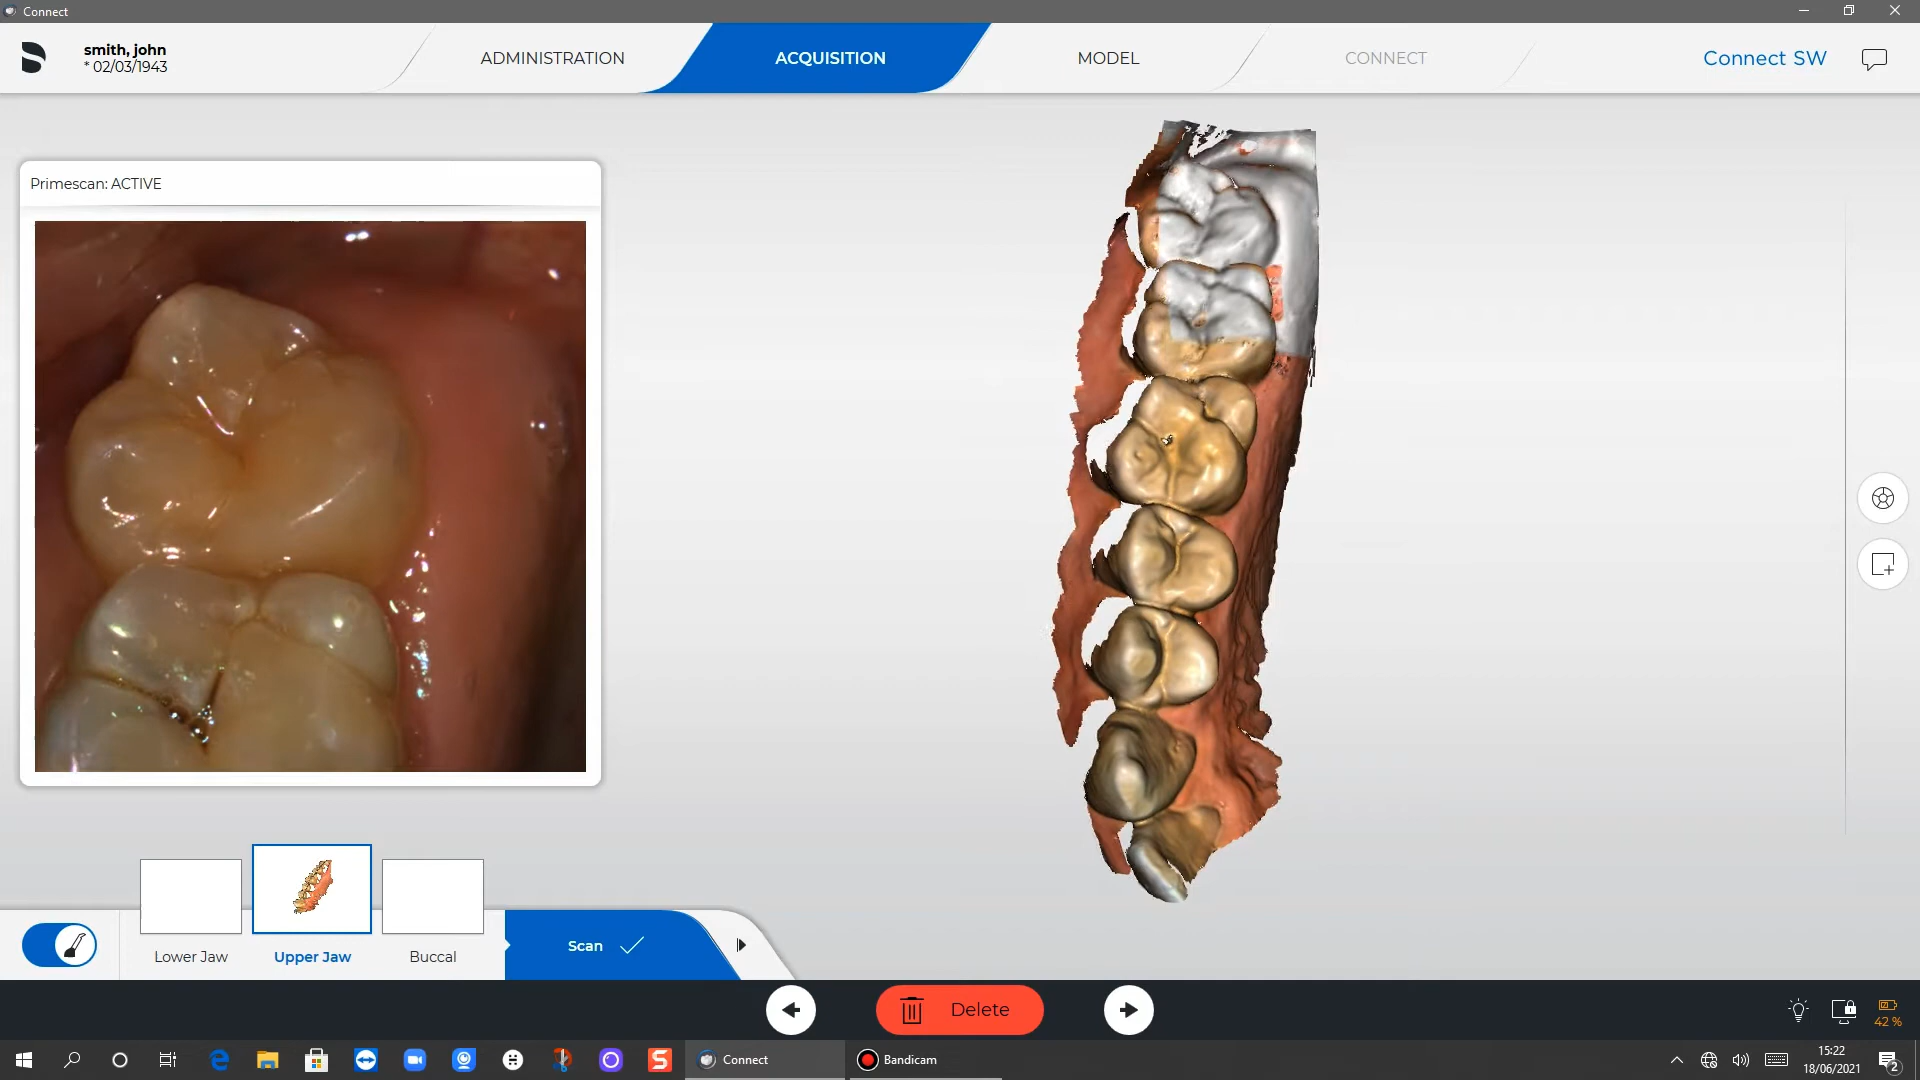 Connect
smith, john
* 02/03/1943
ADMINISTRATION
ACQUISITION
MODEL
CONNECT
Connect SW
Primescan: ACTIVE
Lower Jaw
Upper Jaw
Buccal
Scan
Delete
42 %
Connect
Bandicam
15:22
18/06/2021
2